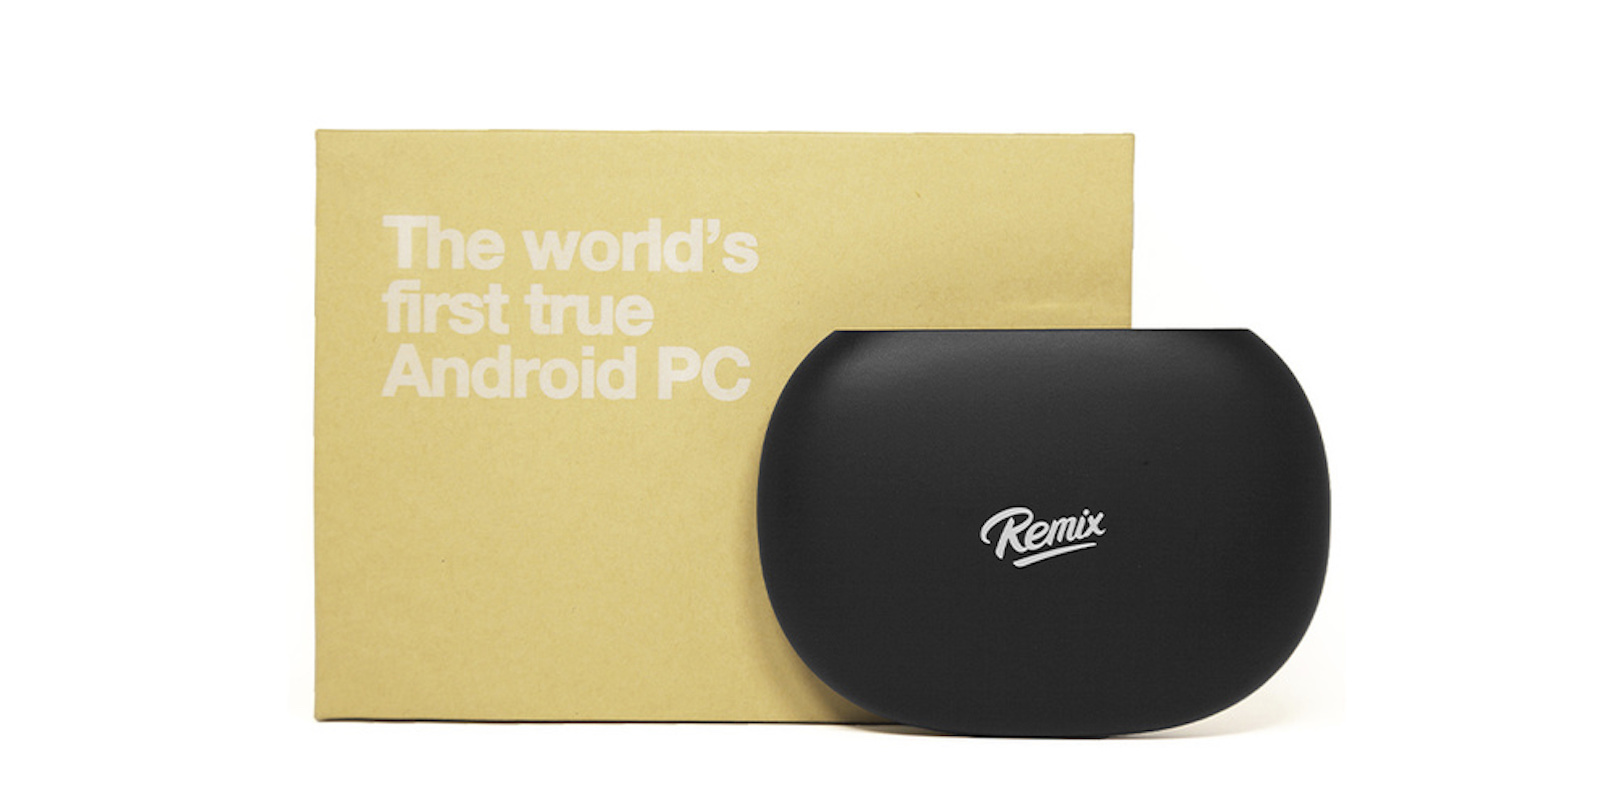 The world’s
first true
Android PC
Remix